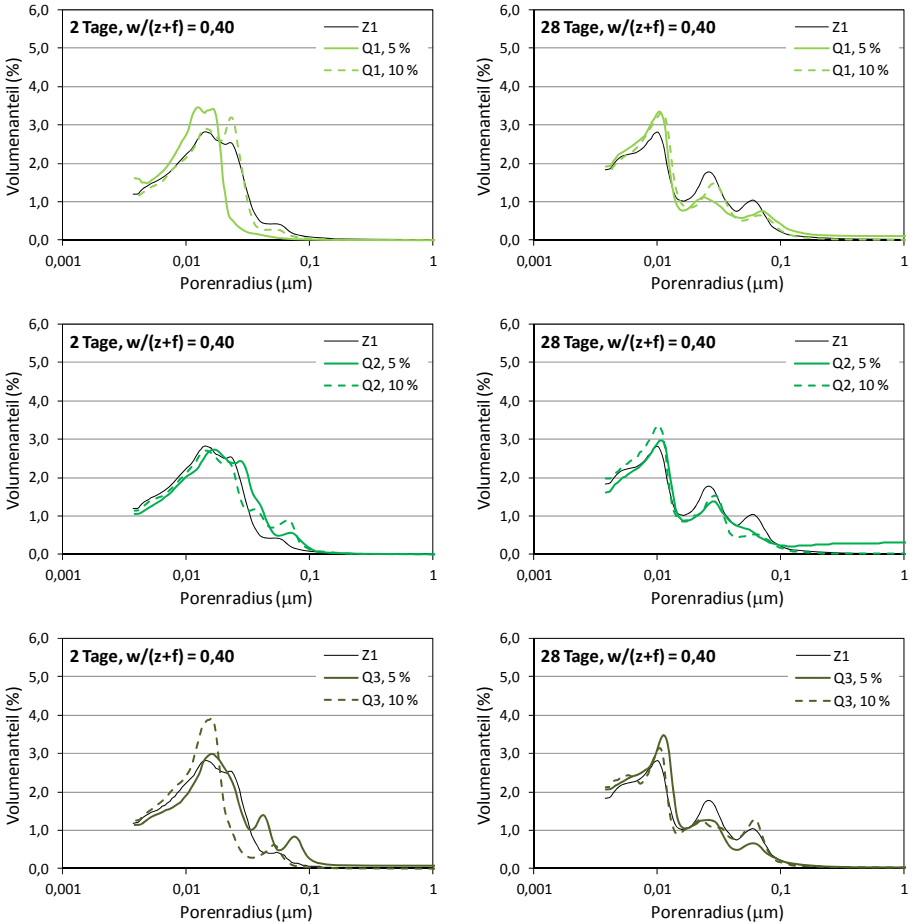 2 Tage, w/(z+f) = 0,40
Z1
Q1, 5 %
Q1, 10 %
Volumenanteil (%)
6,0
5,0
4,0
3,0
2,0
1,0
0,0
0,001
0,01
0,1
1
Porenradius (µm)
28 Tage, w/(z+f) = 0,40
Z1
Q1, 5 %
Q1, 10 %
Volumenanteil (%)
6,0
5,0
4,0
3,0
2,0
1,0
0,0
0,001
0,01
0,1
1
Porenradius (µm)
2 Tage, w/(z+f) = 0,40
Z1
Q2, 5 %
Q2, 10 %
Volumenanteil (%)
6,0
5,0
4,0
3,0
2,0
1,0
0,0
0,001
0,01
0,1
1
Porenradius (µm)
28 Tage, w/(z+f) = 0,40
Z1
Q2, 5 %
Q2, 10 %
Volumenanteil (%)
6,0
5,0
4,0
3,0
2,0
1,0
0,0
0,001
0,01
0,1
1
Porenradius (µm)
2 Tage, w/(z+f) = 0,40
Z1
Q3, 5 %
Q3, 10 %
Volumenanteil (%)
6,0
5,0
4,0
3,0
2,0
1,0
0,0
0,001
0,01
0,1
1
Porenradius (µm)
28 Tage, w/(z+f) = 0,40
Z1
Q3, 5 %
Q3, 10 %
Volumenanteil (%)
6,0
5,0
4,0
3,0
2,0
1,0
0,0
0,001
0,01
0,1
1
Porenradius (µm)